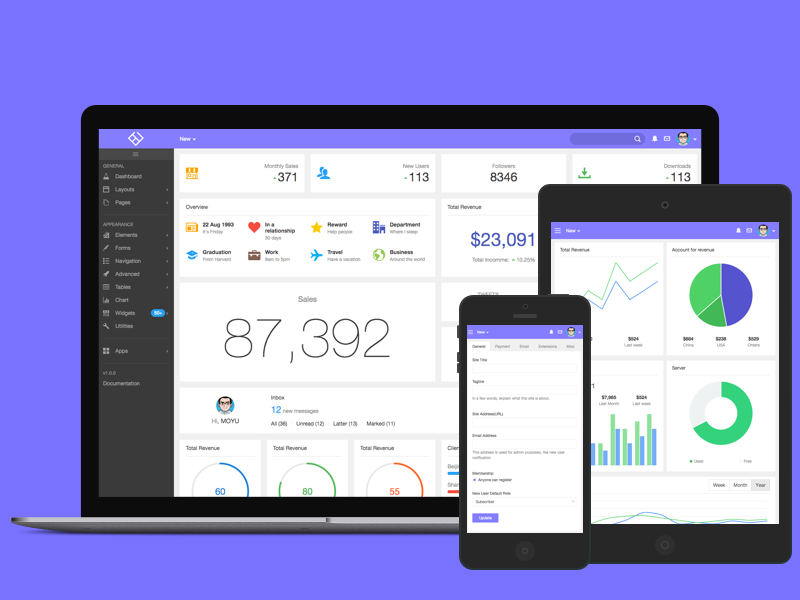 New
GENERAL
Dashboard
Layouts
Pages
APPEARANCE
Elements
Forms
Navigation
Advanced
Tables
Chart
Widgets
50+
Utilities
Apps
v1.0.0
Documentation
Monthly Sales
371
New Users
113
Followers
8346
Downloads
113
Overview
22 Aug 1993
It's Friday
In a
relationship
30 days
Reward
Help people
Department
Where I sleep
Graduation
From Harvard
Work
9am to 5pm
Travel
Have a vacation
Business
Around the world
Total Revenue
$23,091
Total Incomme: 10.25%
Sales
87,392
Hi, MOYU
Inbox
12 new messages
All (38) Unread (12) Latter (13) Marked (11)
Total Revenue
60
Total Revenue
80
Total Revenue
55
New
General Payment Email Extensions Misc
Site Title
Tagline
In a few words, explain what this site is about.
Site Address(URL)
Email Address
This address is used for admin purposes, like new user
notification
Membership
Anyone can register
New User Default Role
Subscriber
Update
New
Total Revenue
$524
Last week
Account for revenue
$684
China
$238
USA
$529
Others
$7,965
Last Month
$524
Last week
Server
Used
Free
Week Month Year